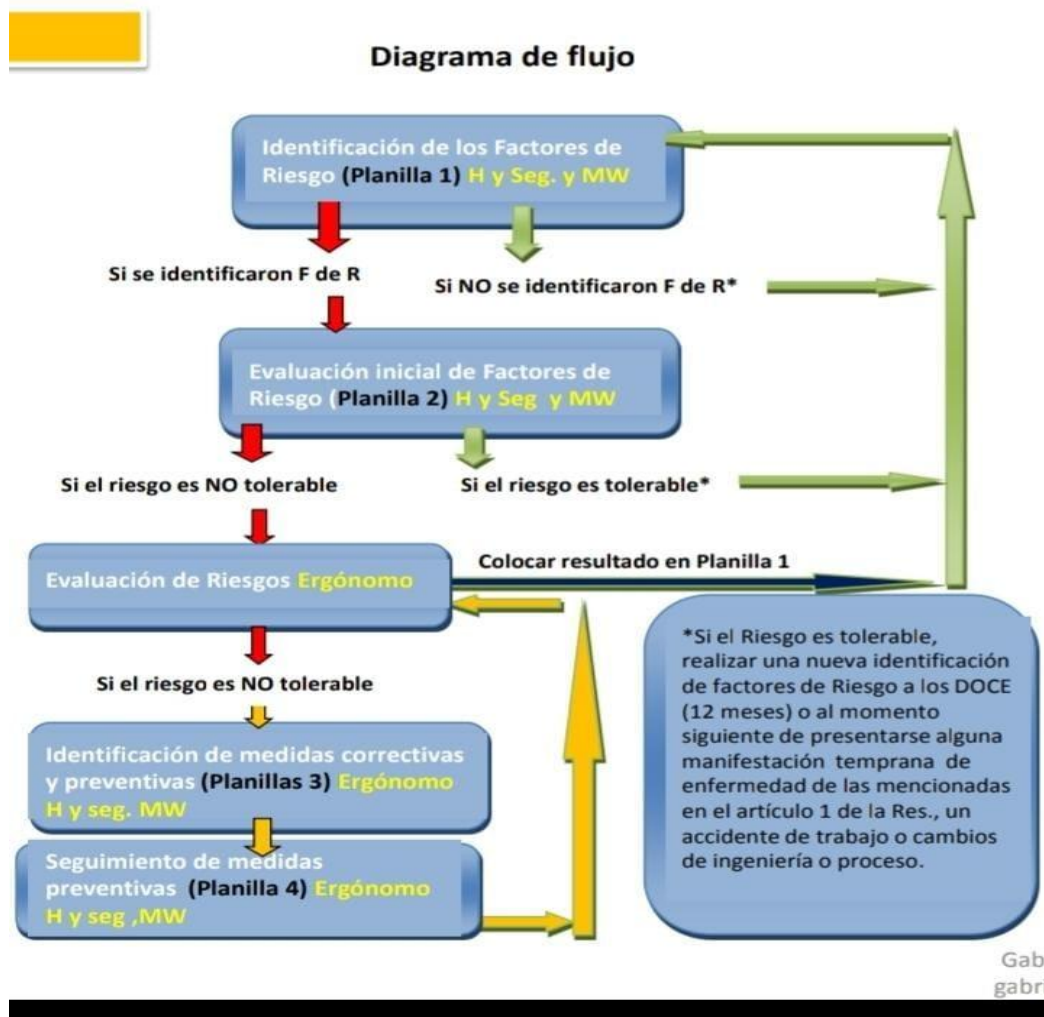 Diagrama de flujo
Identificación de los Factores de
Riesgo (Planilla 1) H y Seg. y MW
Si se identificaron F de R
Si NO se identificaron F de R*
Evaluación inicial de Factores de
Riesgo (Planilla 2) H y Seg y MW
Si el riesgo es NO tolerable
Si el riesgo es tolerable*
Evaluación de Riesgos Ergónomo
Colocar resultado en Planilla 1
Si el riesgo es NO tolerable
Identificación de medidas correctivas
y preventivas (Planillas 3) Ergónomo
H y seg. MW
Seguimiento de medidas
preventivas (Planilla 4) Ergónomo
H y seg ,MW
*Si el Riesgo es tolerable,
realizar una nueva identificación
de factores de Riesgo a los DOCE
(12 meses) o al momento
siguiente de presentarse alguna
manifestación temprana de
enfermedad de las mencionadas
en el artículo 1 de la Res., un
accidente de trabajo o cambios
de ingeniería o proceso.
Gab
gabr